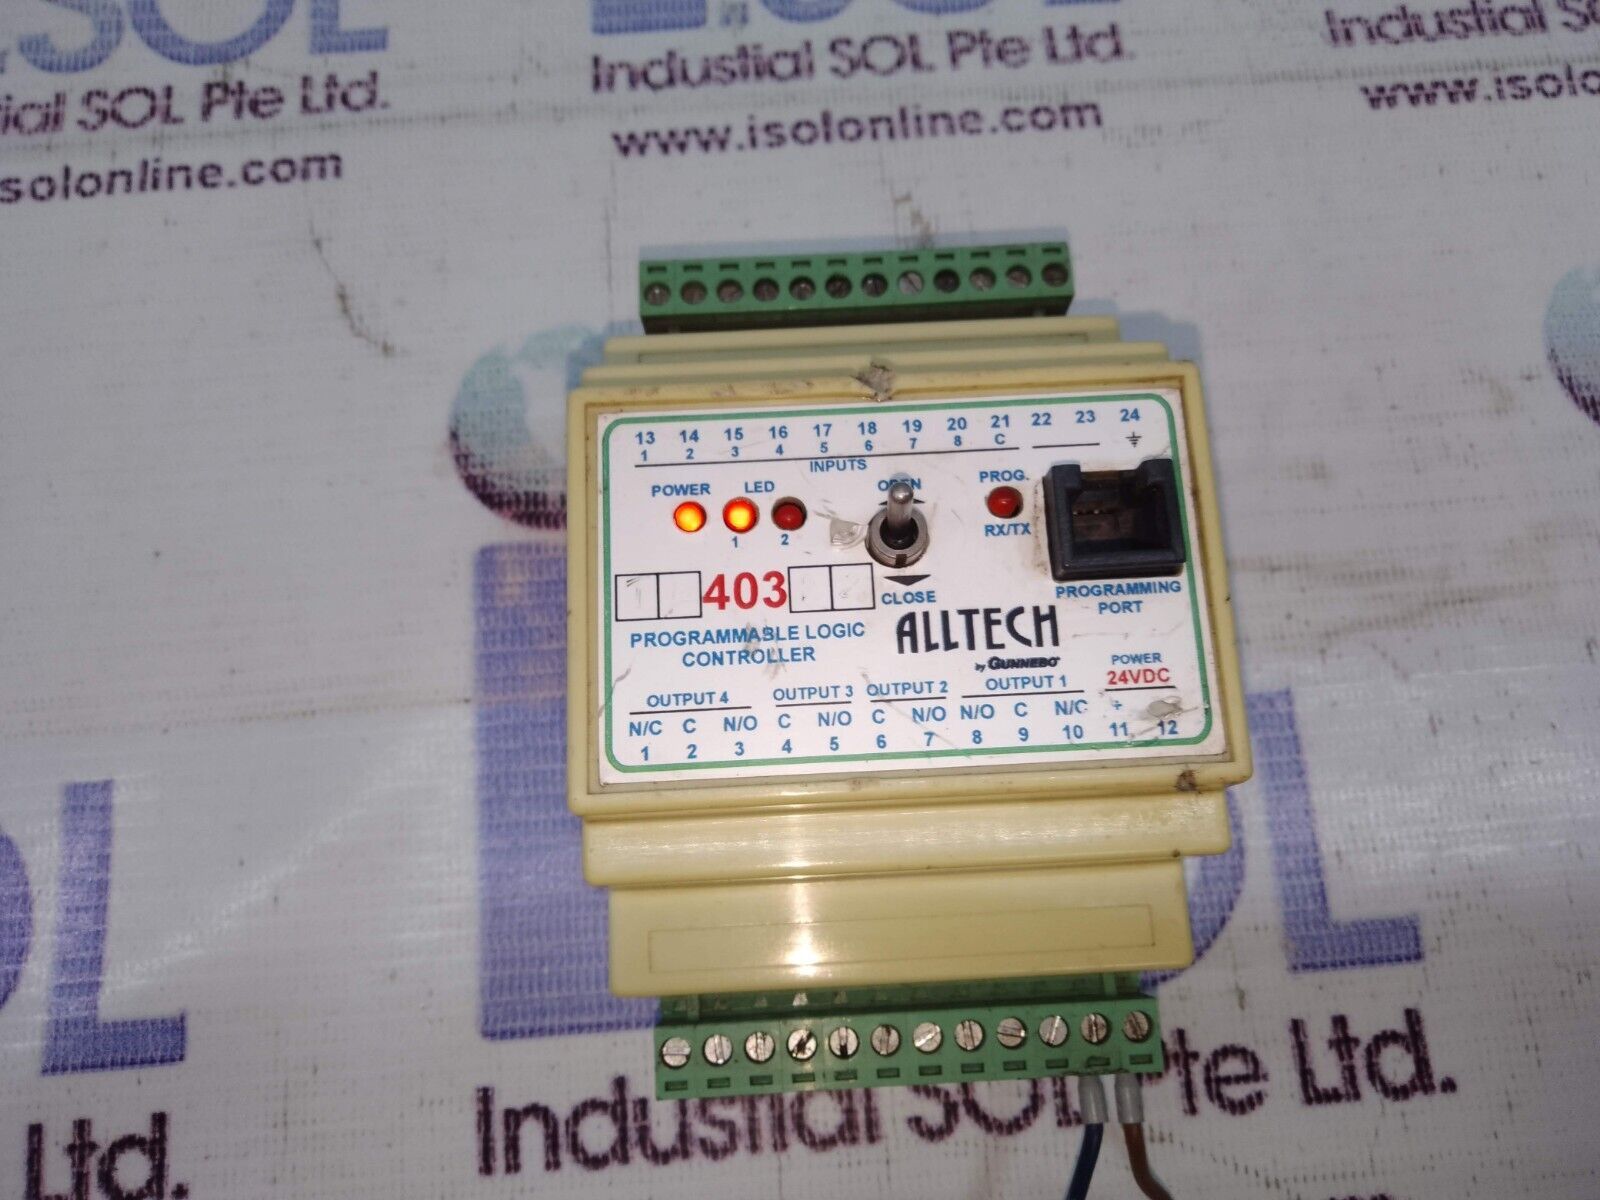 ial SOL Pte Ltd.
solonline.com
Industial SOL Pte Ltd.
www.isolonline.com
Industial S
www.isolo
13 14 15 16 17 18 19 20 21 22 23 24
1 2 3 4 5 6 7 8 C
INPUTS
POWER LED
1 2
OPEN
CLOSE
PROG.
RX/TX
PROGRAMMING
PORT
403
PROGRAMMABLE LOGIC
CONTROLLER
ALLTECH
by GUNNEBO
POWER
24VDC
OUTPUT 4 OUTPUT 3 OUTPUT 2 OUTPUT 1
N/C C N/O C N/O C N/O N/O C N/C +
1 2 3 4 5 6 7 8 9 10 11 12
OL
SOL
Ltd.
Industial SOL Pte Ltd.